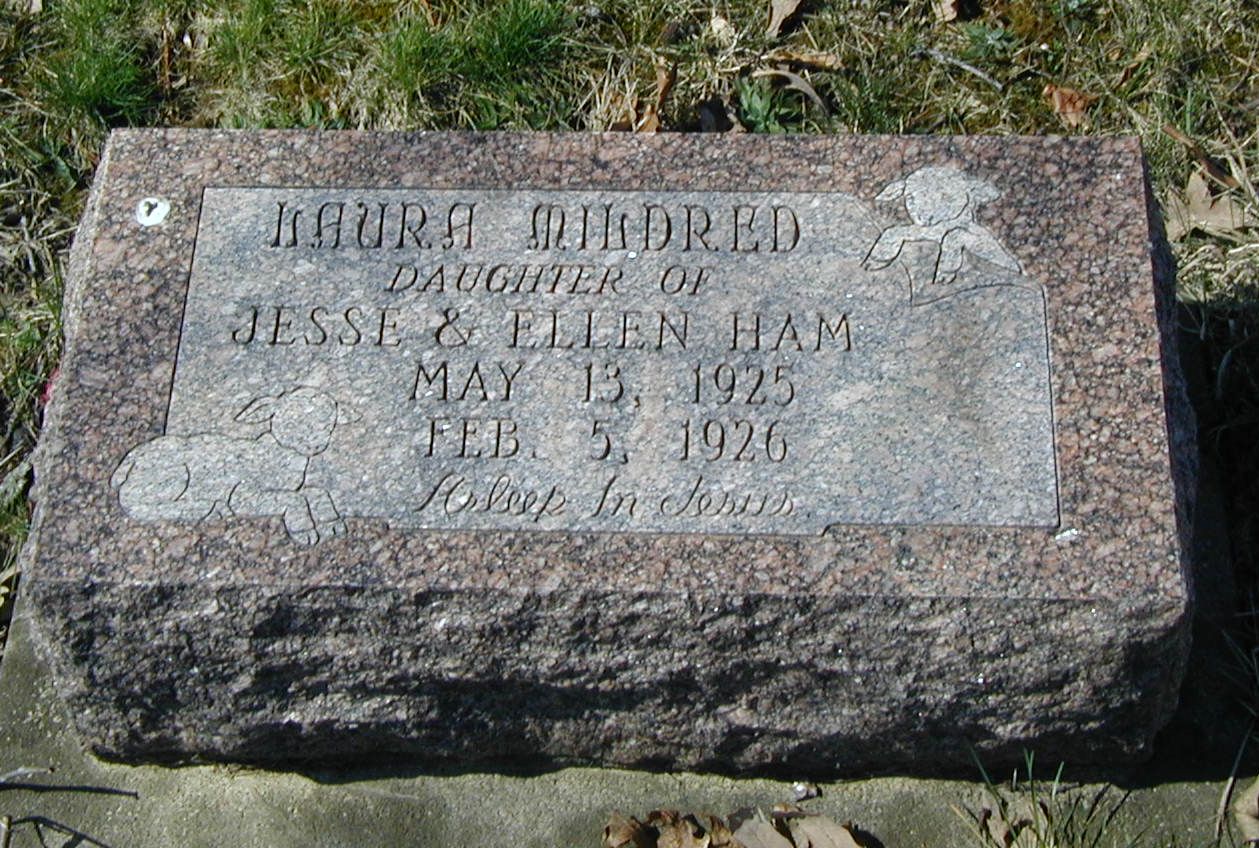 LAURA MILDRED
DAUGHTER OF
JESSE & ELLEN HAM
MAY 13, 1925
FEB. 5, 1926
Asleep In Jesus